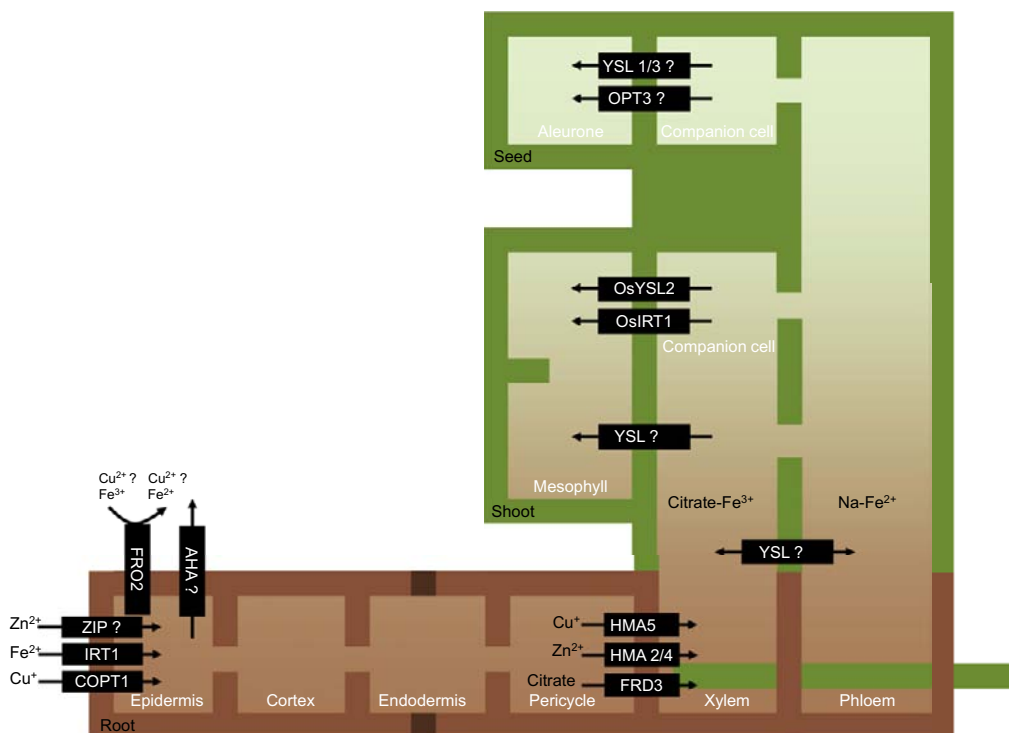 YSL 1/3 ?
OPT3 ?
Aleurone
Companion cell
Seed
OsYSL2
OsIRT1
Companion cell
YSL ?
Mesophyll
Citrate-Fe³⁺
Na-Fe²⁺
Shoot
YSL ?
Cu²⁺ ?
Fe³⁺
Cu²⁺ ?
Fe²⁺
FRO2
AHA ?
Zn²⁺
ZIP ?
Fe²⁺
IRT1
Cu⁺
COPT1
Cu⁺
HMA5
Zn²⁺
HMA 2/4
Citrate
FRD3
Epidermis
Cortex
Endodermis
Pericycle
Xylem
Phloem
Root